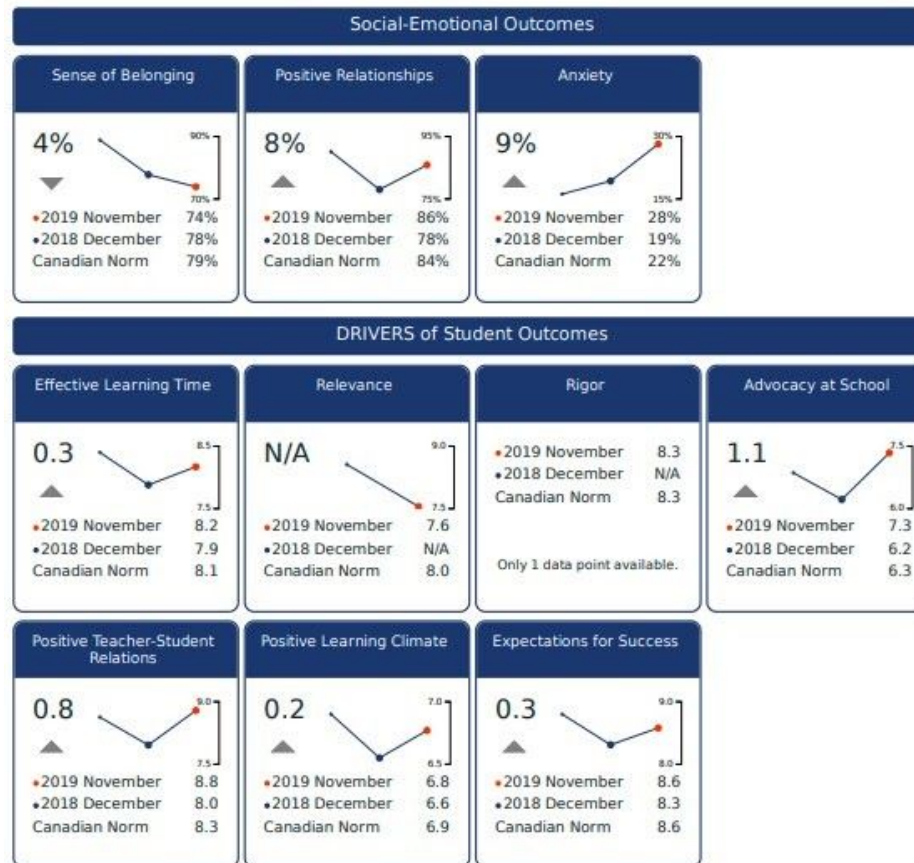 Social-Emotional Outcomes
Sense of Belonging
4%
90%
70%
2019 November 74%
2018 December 78%
Canadian Norm 79%
Positive Relationships
8%
95%
75%
2019 November 86%
2018 December 78%
Canadian Norm 84%
Anxiety
9%
30%
15%
2019 November 28%
2018 December 19%
Canadian Norm 22%
DRIVERS of Student Outcomes
Effective Learning Time
0.3
8.5
7.5
2019 November 8.2
2018 December 7.9
Canadian Norm 8.1
Relevance
N/A
9.0
7.5
2019 November 7.6
2018 December N/A
Canadian Norm 8.0
Rigor
2019 November 8.3
2018 December N/A
Canadian Norm 8.3
Only 1 data point available.
Advocacy at School
1.1
7.5
6.0
2019 November 7.3
2018 December 6.2
Canadian Norm 6.3
Positive Teacher-Student
Relations
0.8
9.0
7.5
2019 November 8.8
2018 December 8.0
Canadian Norm 8.3
Positive Learning Climate
0.2
7.0
6.5
2019 November 6.8
2018 December 6.6
Canadian Norm 6.9
Expectations for Success
0.3
9.0
8.0
2019 November 8.6
2018 December 8.3
Canadian Norm 8.6